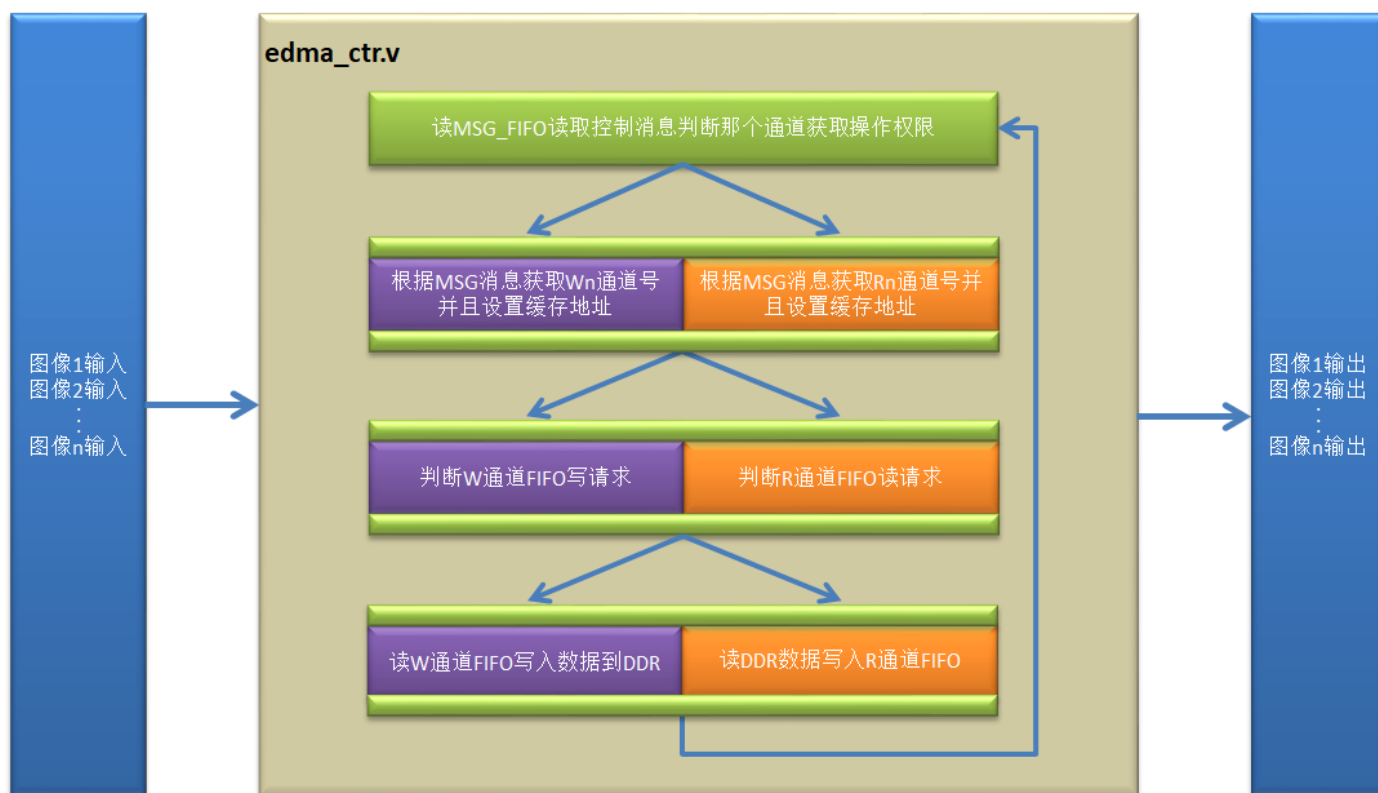 edma_ctr.v
读MSG_FIFO读取控制消息判断那个通道获取操作权限
根据MSG消息获取Wn通道号
并且设置缓存地址
根据MSG消息获取Rn通道号并
且设置缓存地址
图像1输入
图像2输入
⋮
图像n输入
图像1输出
图像2输出
⋮
图像n输出
判断W通道FIFO写请求
判断R通道FIFO读请求
读W通道FIFO写入数据到DDR
读DDR数据写入R通道FIFO